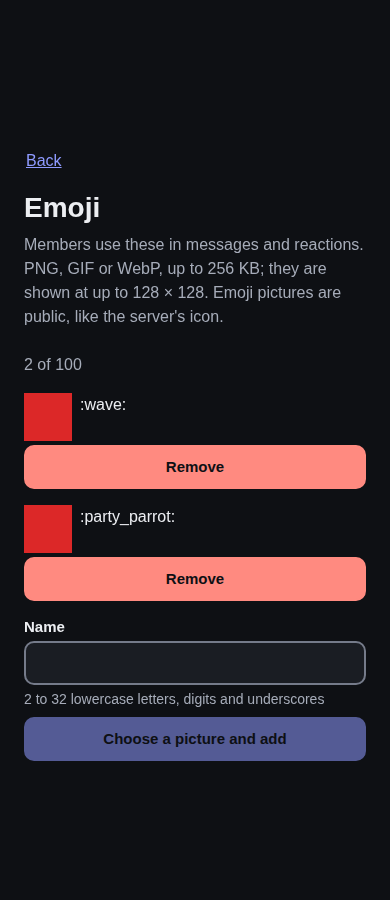 Back
Emoji
Members use these in messages and reactions.
PNG, GIF or WebP, up to 256 KB; they are
shown at up to 128 × 128. Emoji pictures are
public, like the server's icon.
2 of 100
:wave:
Remove
:party_parrot:
Remove
Name
2 to 32 lowercase letters, digits and underscores
Choose a picture and add